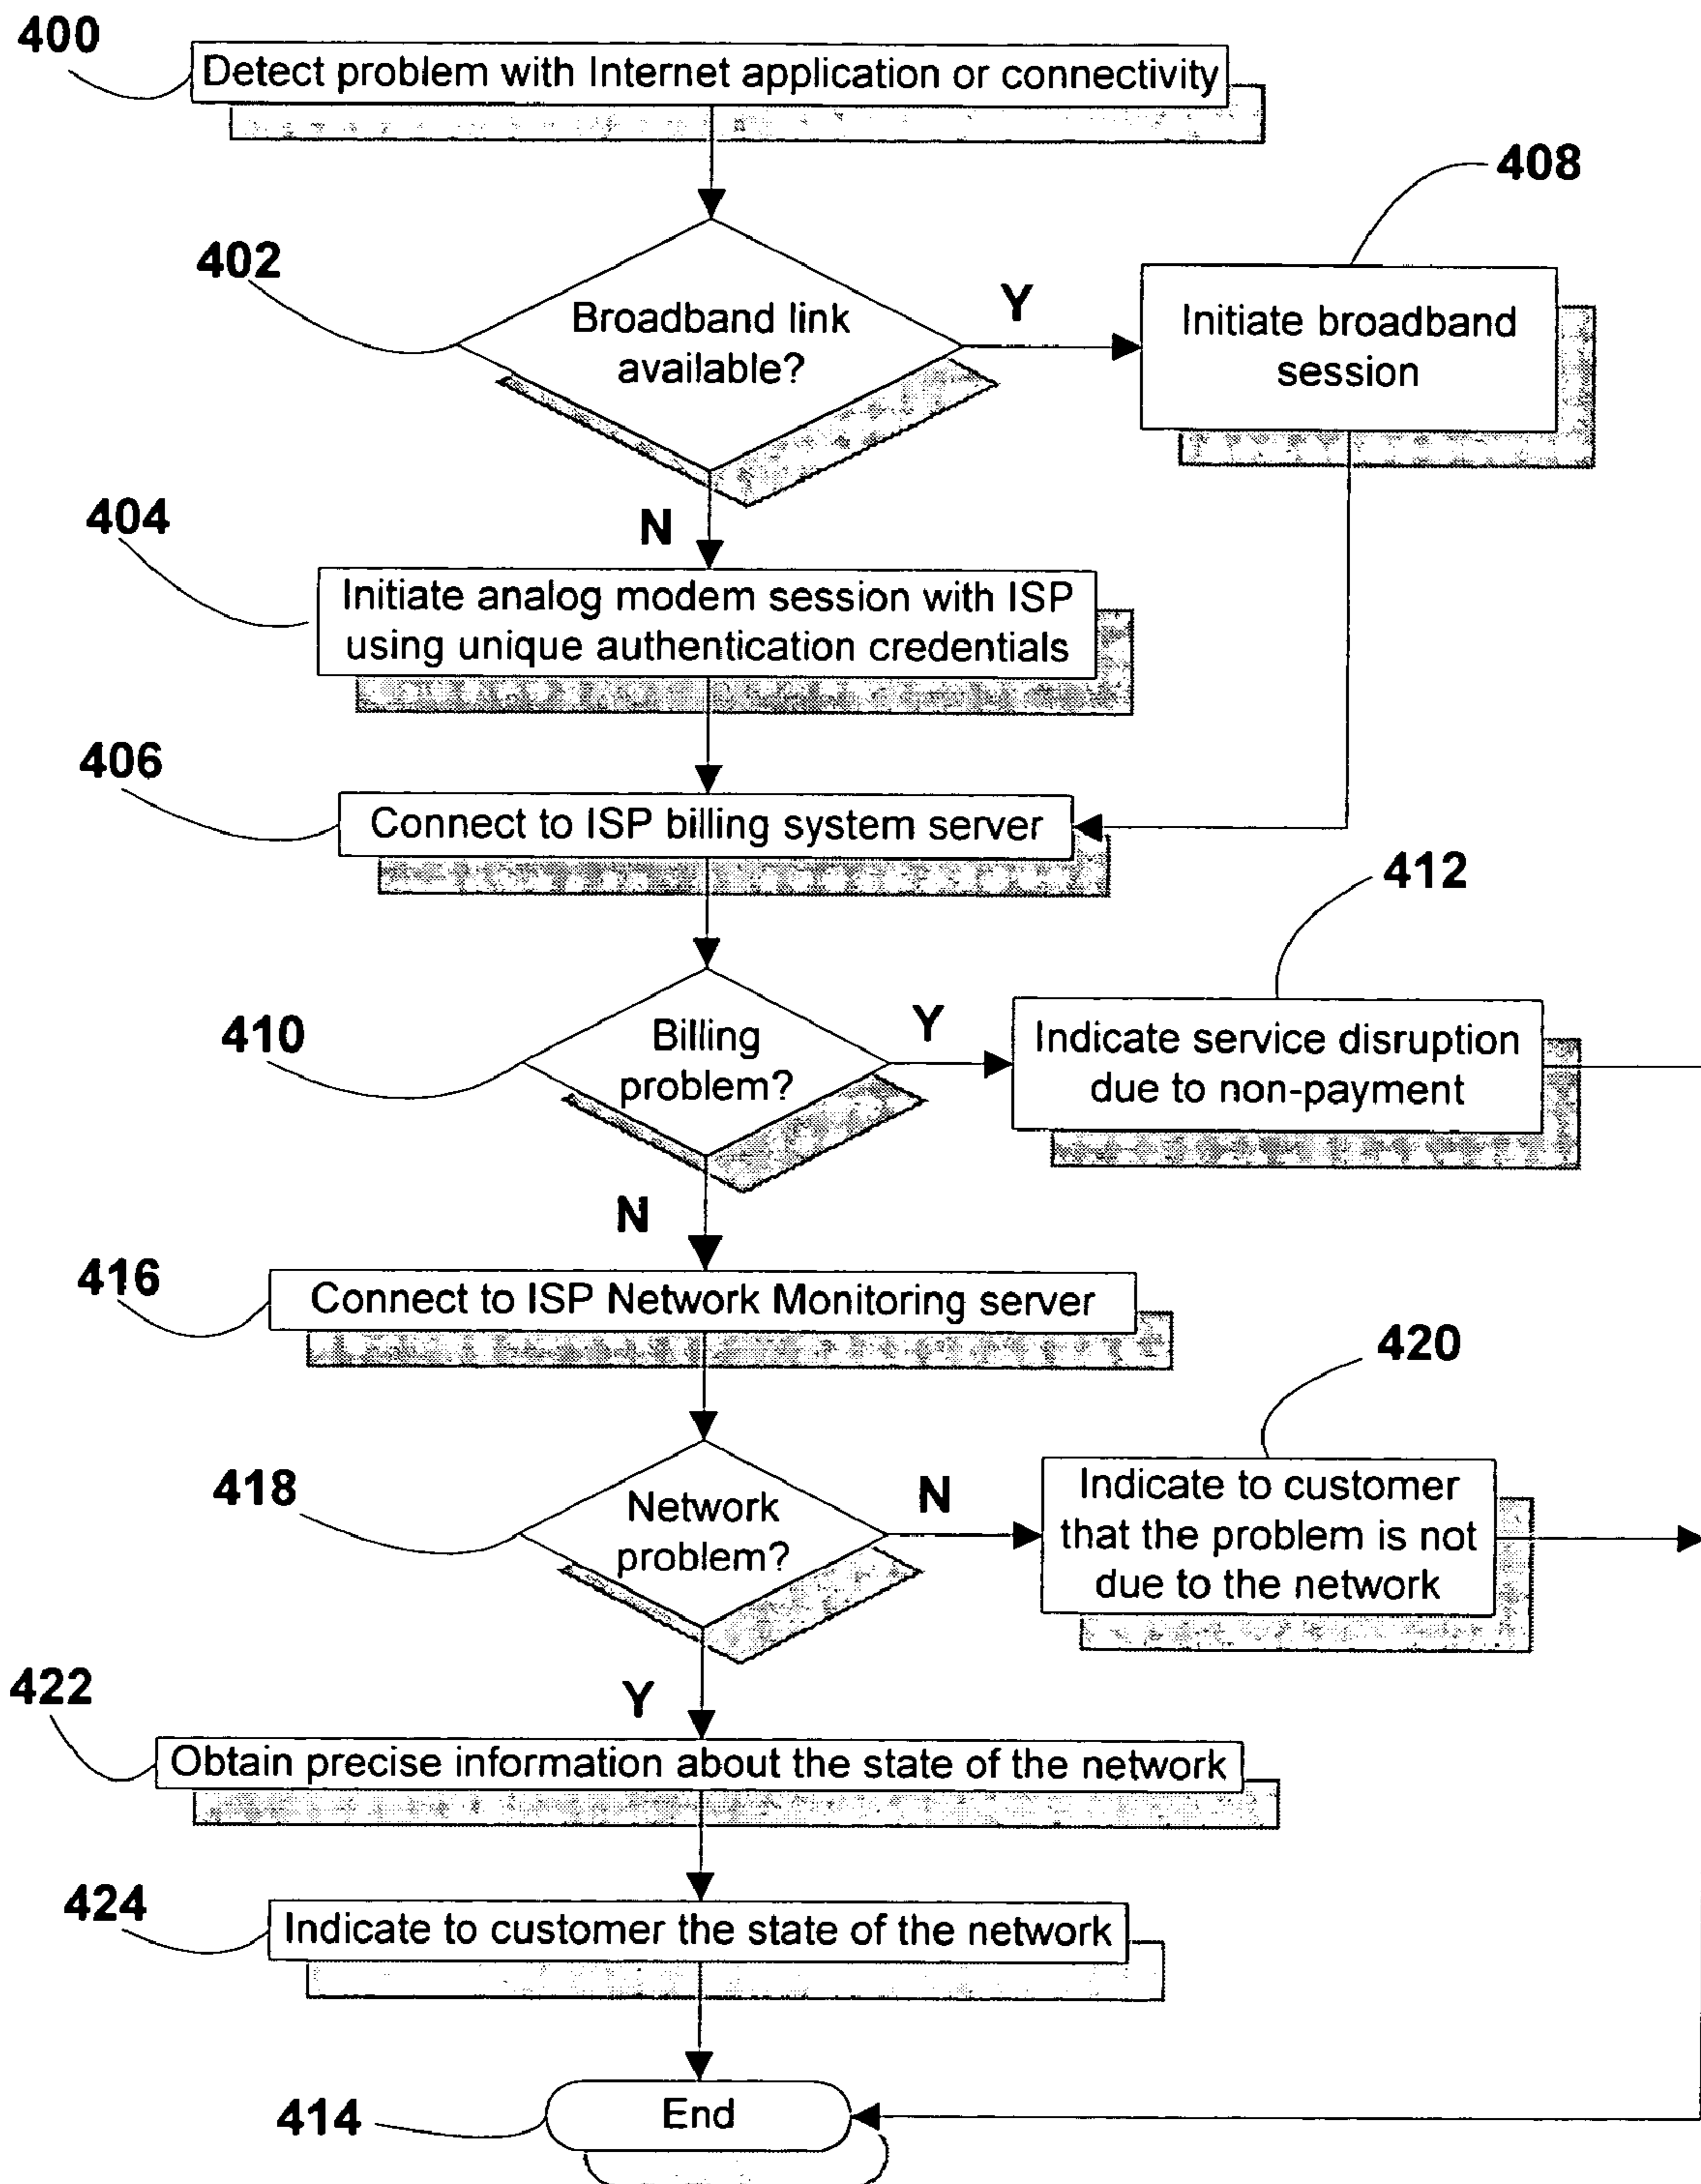 400
Detect problem with Internet application or connectivity
408
402
Broadband link
available?
Y
Initiate broadband
session
N
404
Initiate analog modem session with ISP
using unique authentication credentials
406
Connect to ISP billing system server
412
410
Billing
problem?
Y
Indicate service disruption
due to non-payment
N
416
Connect to ISP Network Monitoring server
420
418
Network
problem?
N
Indicate to customer
that the problem is not
due to the network
422
Y
Obtain precise information about the state of the network
424
Indicate to customer the state of the network
414
End